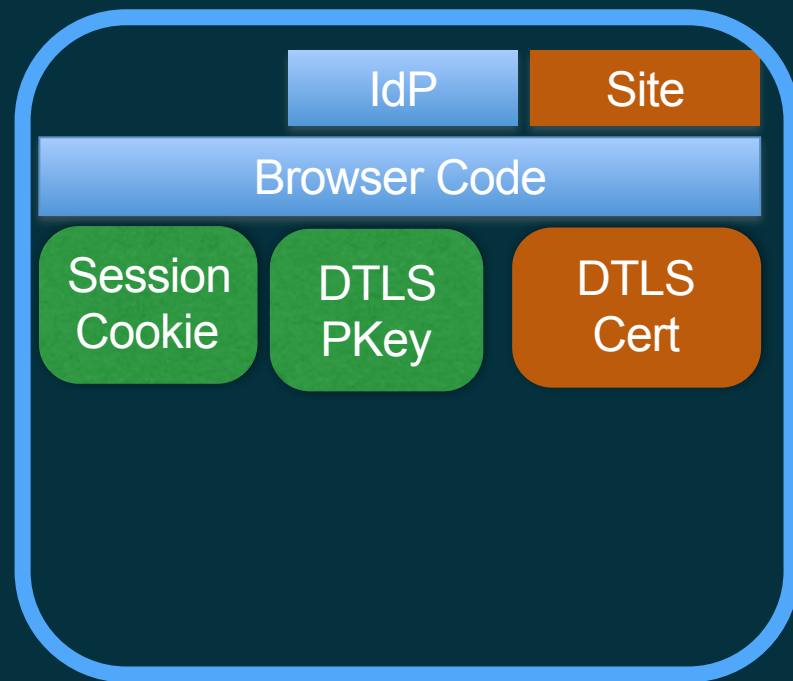 IdP
Site
Browser Code
Session
Cookie
DTLS
PKey
DTLS
Cert